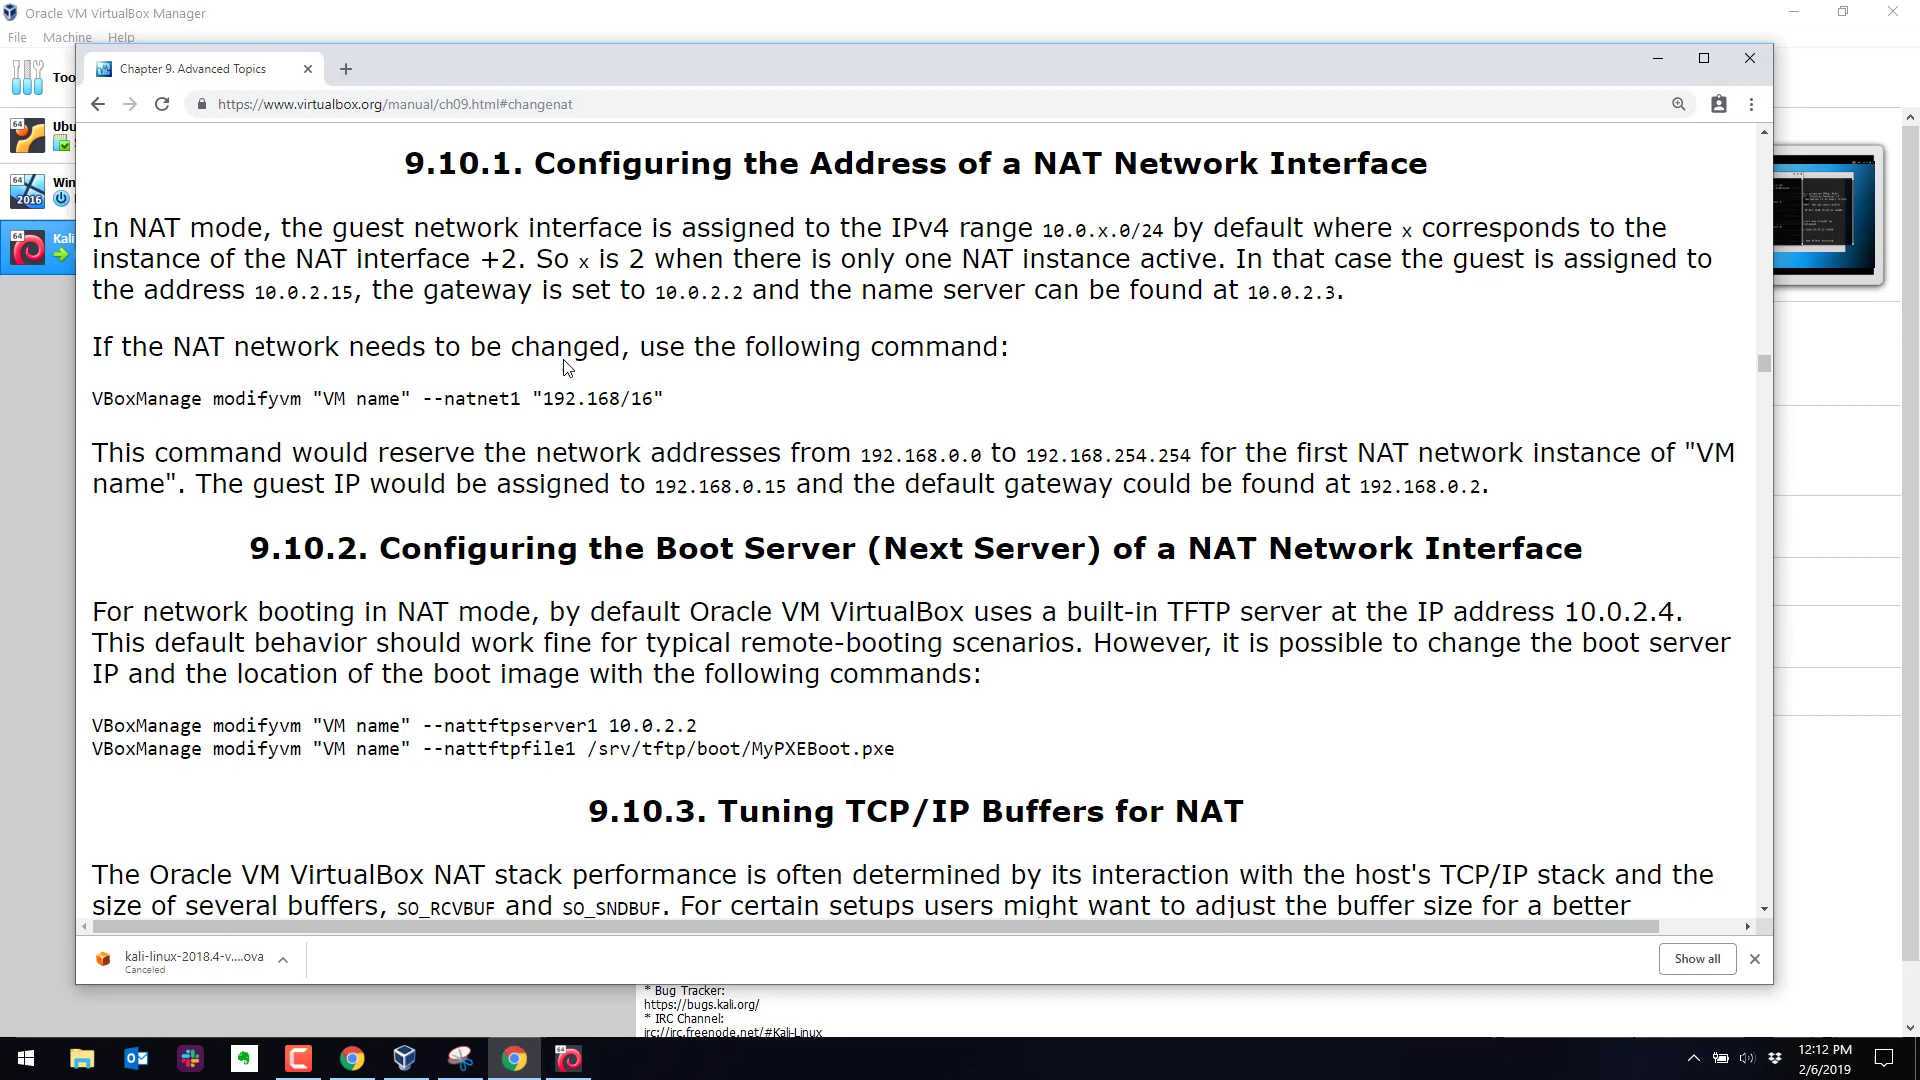 Oracle VM VirtualBox Manager
File Machine Help
Too
64 Ubu
64 2016 Win
64 Kali
Chapter 9. Advanced Topics
https://www.virtualbox.org/manual/ch09.html#changenat
9.10.1. Configuring the Address of a NAT Network Interface
In NAT mode, the guest network interface is assigned to the IPv4 range 10.0.x.0/24 by default where x corresponds to the
instance of the NAT interface +2. So x is 2 when there is only one NAT instance active. In that case the guest is assigned to
the address 10.0.2.15, the gateway is set to 10.0.2.2 and the name server can be found at 10.0.2.3.
If the NAT network needs to be changed, use the following command:
VBoxManage modifyvm "VM name" --natnet1 "192.168/16"
This command would reserve the network addresses from 192.168.0.0 to 192.168.254.254 for the first NAT network instance of "VM
name". The guest IP would be assigned to 192.168.0.15 and the default gateway could be found at 192.168.0.2.
9.10.2. Configuring the Boot Server (Next Server) of a NAT Network Interface
For network booting in NAT mode, by default Oracle VM VirtualBox uses a built-in TFTP server at the IP address 10.0.2.4.
This default behavior should work fine for typical remote-booting scenarios. However, it is possible to change the boot server
IP and the location of the boot image with the following commands:
VBoxManage modifyvm "VM name" --nattftpserver1 10.0.2.2
VBoxManage modifyvm "VM name" --nattftpfile1 /srv/tftp/boot/MyPXEBoot.pxe
9.10.3. Tuning TCP/IP Buffers for NAT
The Oracle VM VirtualBox NAT stack performance is often determined by its interaction with the host's TCP/IP stack and the
size of several buffers, SO_RCVBUF and SO_SNDBUF. For certain setups users might want to adjust the buffer size for a better
kali-linux-2018.4-v....ova
Canceled
Show all
* Bug Tracker:
https://bugs.kali.org/
* IRC Channel:
irc://irc.freenode.net/#Kali-Linux
12:12 PM
2/6/2019